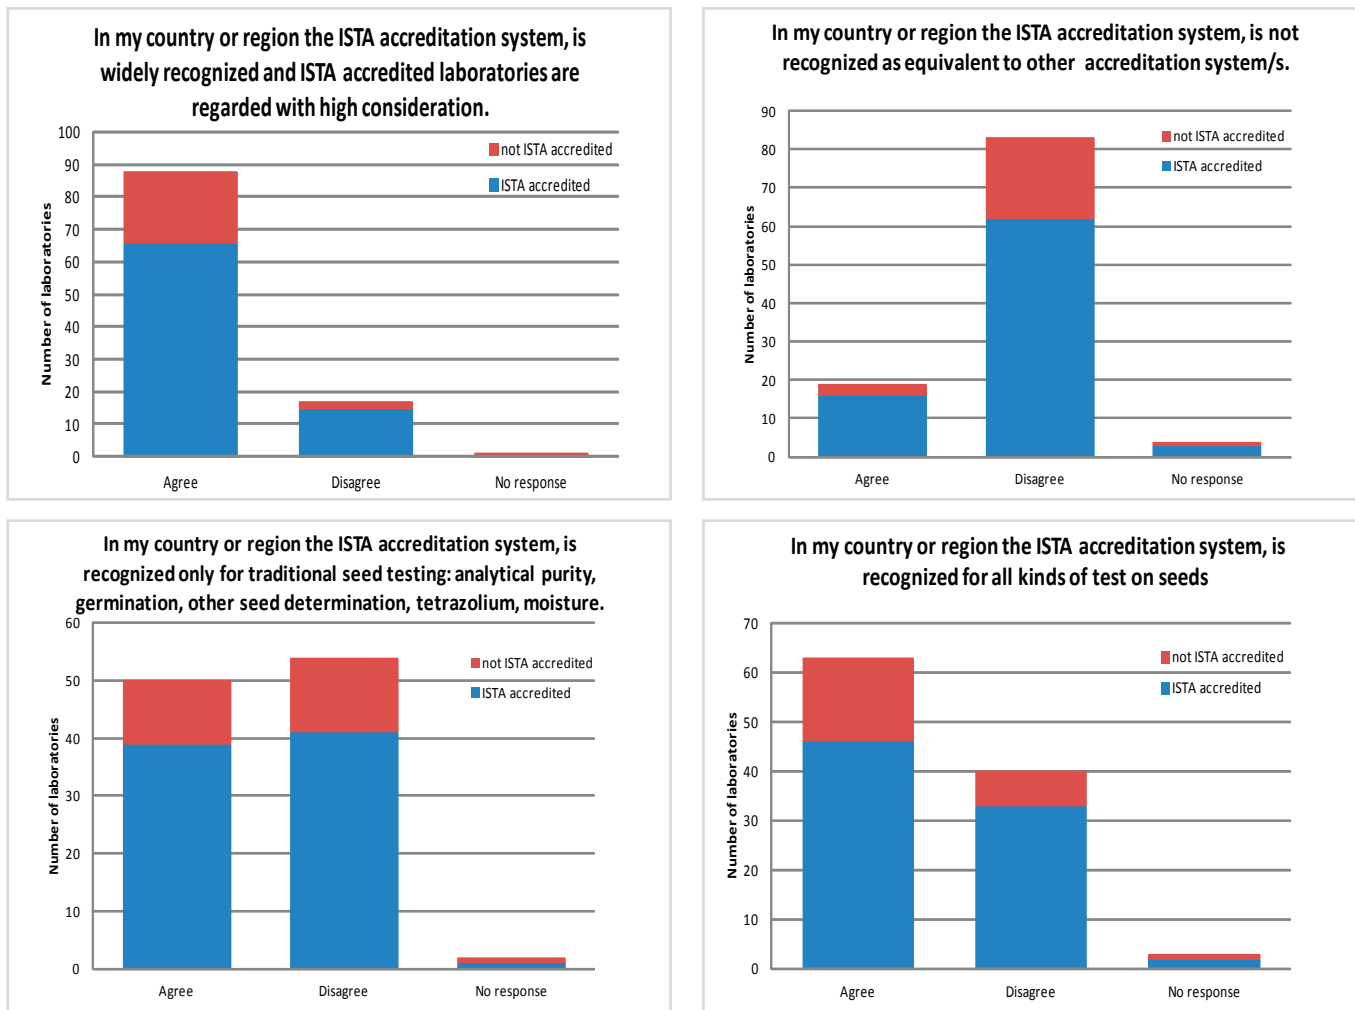 In my country or region the ISTA accreditation system, is
widely recognized and ISTA accredited laboratories are
regarded with high consideration.
100
90
80
70
60
50
40
30
20
10
0
Number of laboratories
not ISTA accredited
ISTA accredited
Agree
Disagree
No response
In my country or region the ISTA accreditation system, is not
recognized as equivalent to other accreditation system/s.
90
80
70
60
50
40
30
20
10
0
Number of laboratories
not ISTA accredited
ISTA accredited
Agree
Disagree
No response
In my country or region the ISTA accreditation system, is
recognized only for traditional seed testing: analytical purity,
germination, other seed determination, tetrazolium, moisture.
60
50
40
30
20
10
0
Number of laboratories
not ISTA accredited
ISTA accredited
Agree
Disagree
No response
In my country or region the ISTA accreditation system, is
recognized for all kinds of test on seeds
70
60
50
40
30
20
10
0
Number of laboratories
not ISTA accredited
ISTA accredited
Agree
Disagree
No response